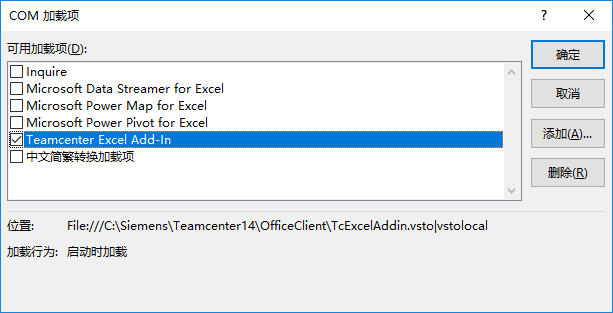 COM 加载项
?
可用加载项(D):
确定
Inquire
Microsoft Data Streamer for Excel
取消
Microsoft Power Map for Excel
Microsoft Power Pivot for Excel
添加(A)...
Teamcenter Excel Add-In
中文简繁转换加载项
删除(R)
位置: File:///C:\Siemens\Teamcenter14\OfficeClient\TcExcelAddin.vsto|vstolocal
加载行为: 启动时加载